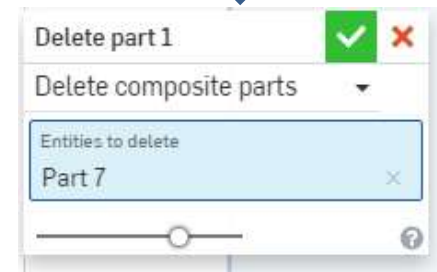 Delete part 1
Delete composite parts
Entities to delete
Part 7